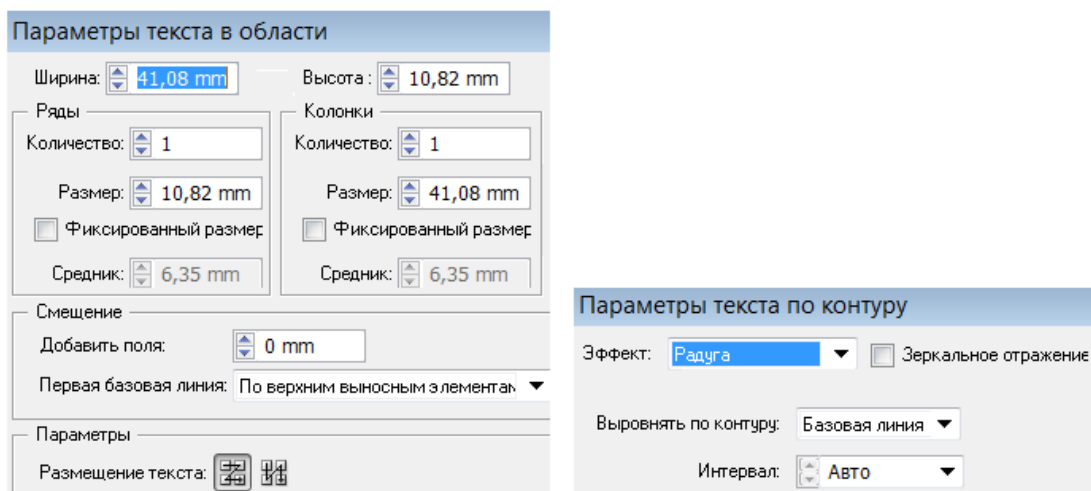 Параметры текста в области
Ширина: 41,08 mm Высота : 10,82 mm
Ряды Колонки
Количество: 1 Количество: 1
Размер: 10,82 mm Размер: 41,08 mm
Фиксированный размер Фиксированный размер
Средник: 6,35 mm Средник: 6,35 mm
Смещение
Добавить поля: 0 mm
Первая базовая линия: По верхним выносным элементам
Параметры
Размещение текста:
Параметры текста по контуру
Эффект: Радуга Зеркальное отражение
Выровнять по контуру: Базовая линия
Интервал: Авто